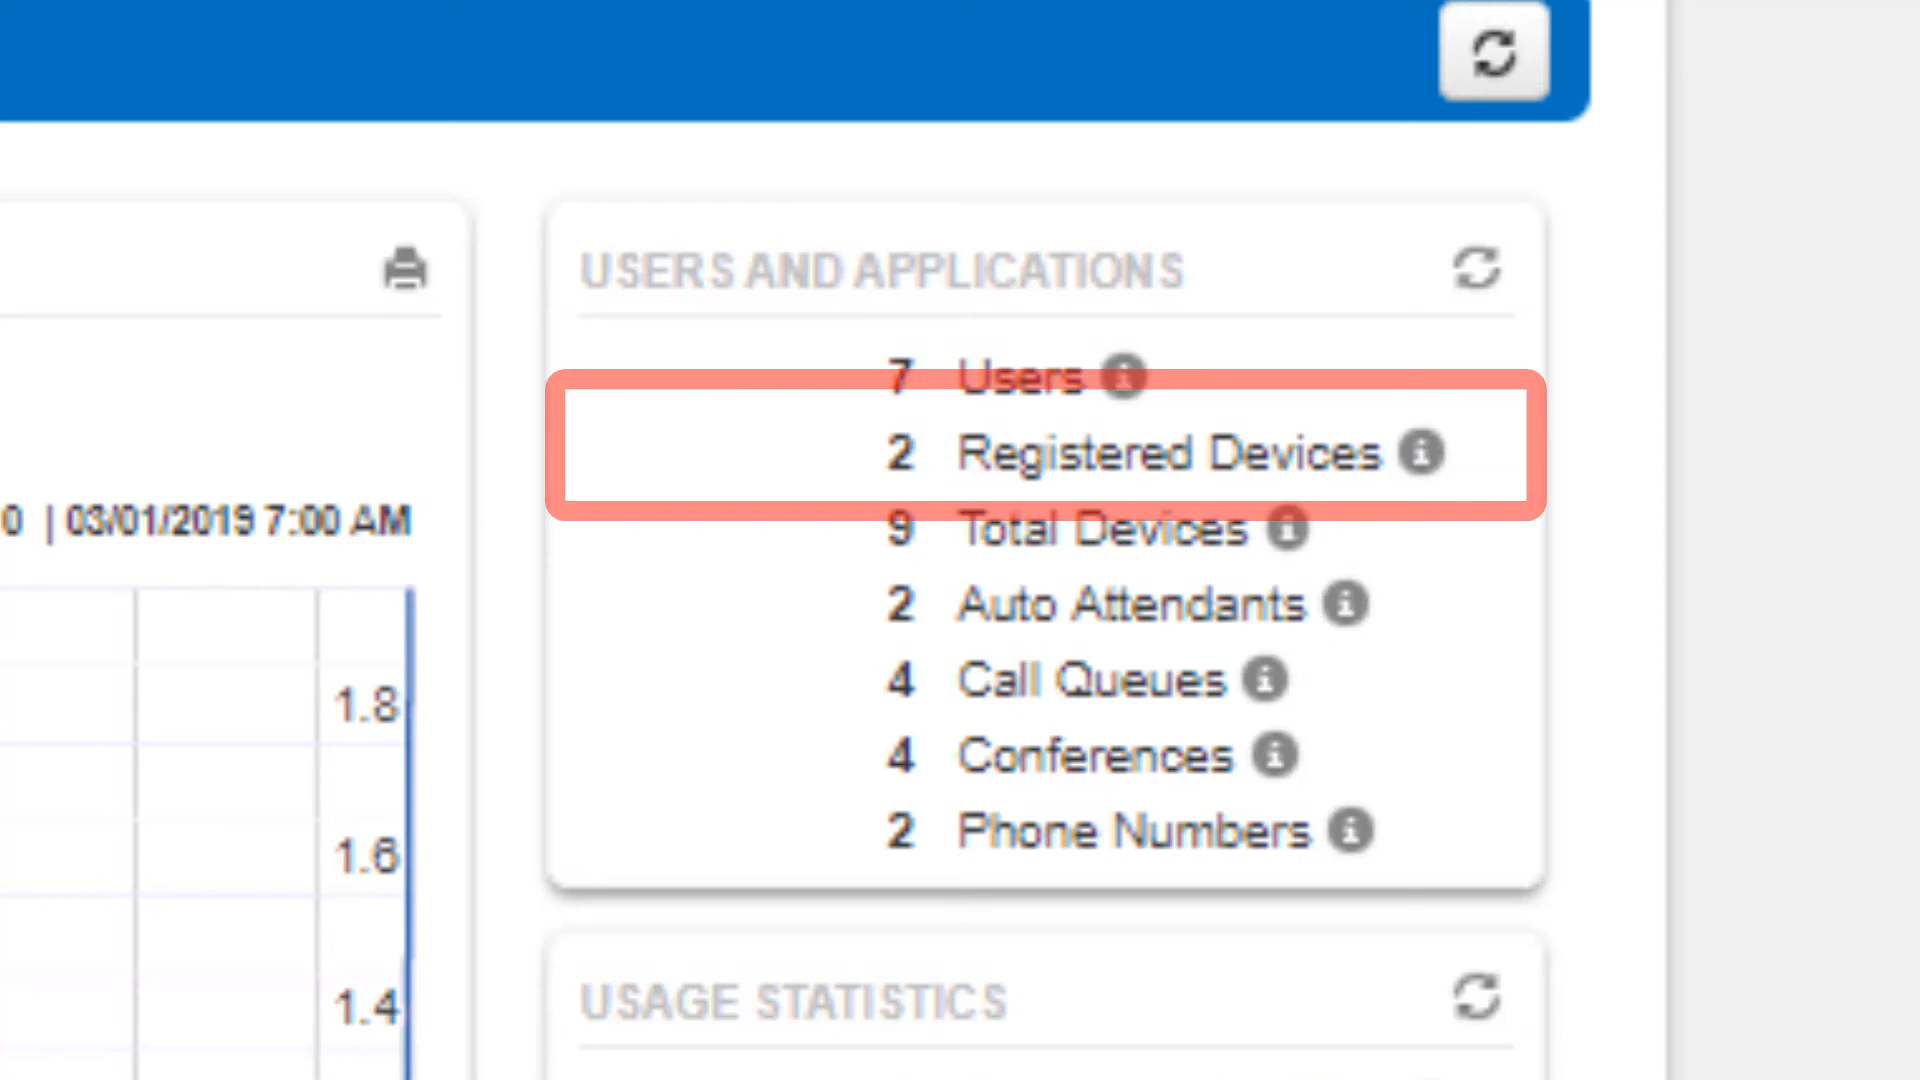 USERS AND APPLICATIONS
7 Users
2 Registered Devices
9 Total Devices
2 Auto Attendants
4 Call Queues
4 Conferences
2 Phone Numbers
0 | 03/01/2019 7:00 AM
1.8
1.6
1.4
USAGE STATISTICS